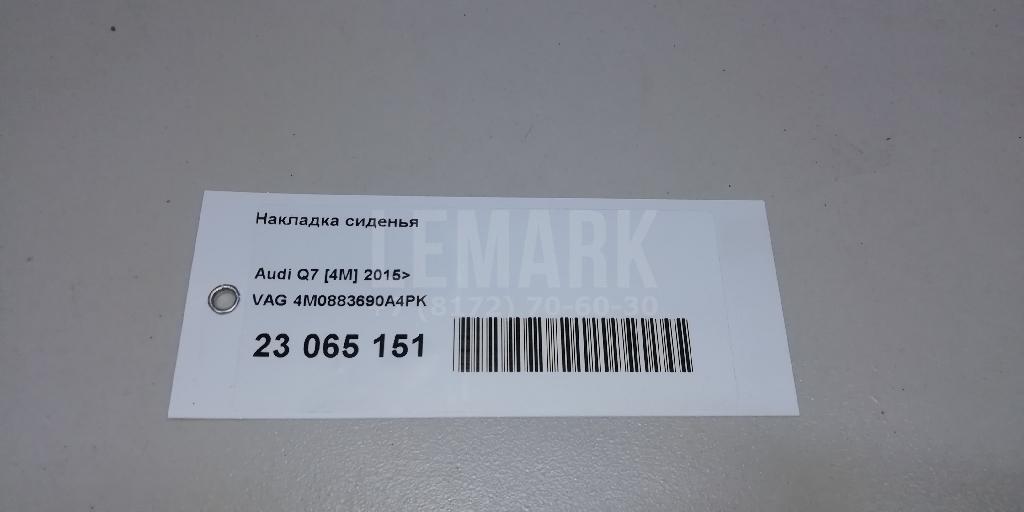 Накладка сиденья
LEMARK
Audi Q7 [4M] 2015>
VAG 4M0883690A4PK
(8172) 70-60-30
23 065 151